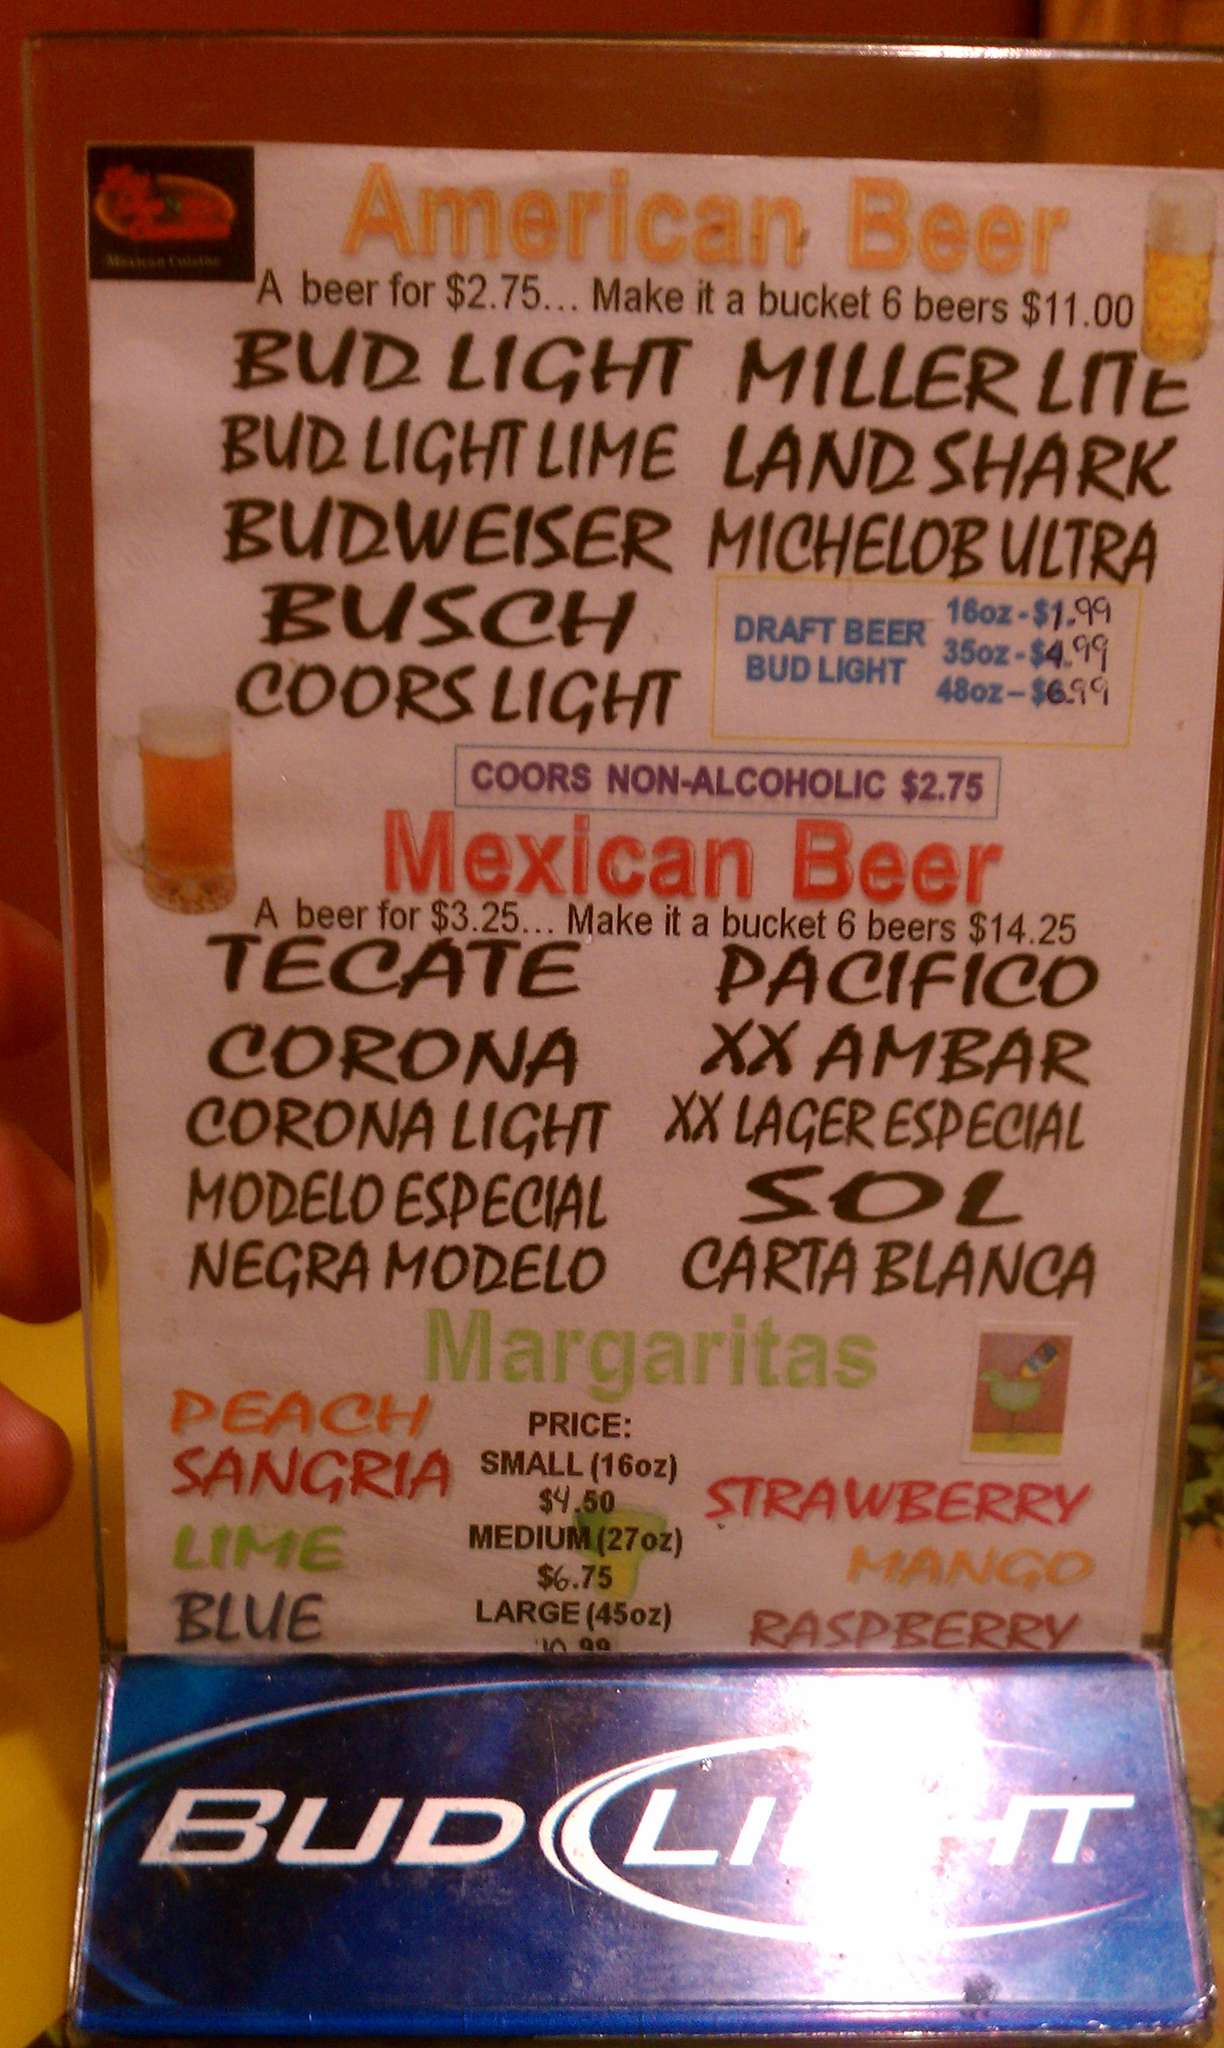 Mexican Cuisine
American Beer
A beer for $2.75... Make it a bucket 6 beers $11.00
BUD LIGHT MILLER LITE
BUD LIGHT LIME LAND SHARK
BUDWEISER MICHELOB ULTRA
BUSCH
COORS LIGHT
DRAFT BEER
BUD LIGHT
16oz - $1.99
35oz - $4.99
48oz – $6.99
COORS NON-ALCOHOLIC $2.75
Mexican Beer
A beer for $3.25... Make it a bucket 6 beers $14.25
TECATE PACIFICO
CORONA XX AMBAR
CORONA LIGHT XX LAGER ESPECIAL
MODELO ESPECIAL SOL
NEGRA MODELO CARTA BLANCA
Margaritas
PEACH
SANGRIA
LIME
BLUE
PRICE:
SMALL (16oz)
$4.50
MEDIUM (27oz)
$6.75
LARGE (45oz)
10.99
STRAWBERRY
MANGO
RASPBERRY
BUD LIGHT